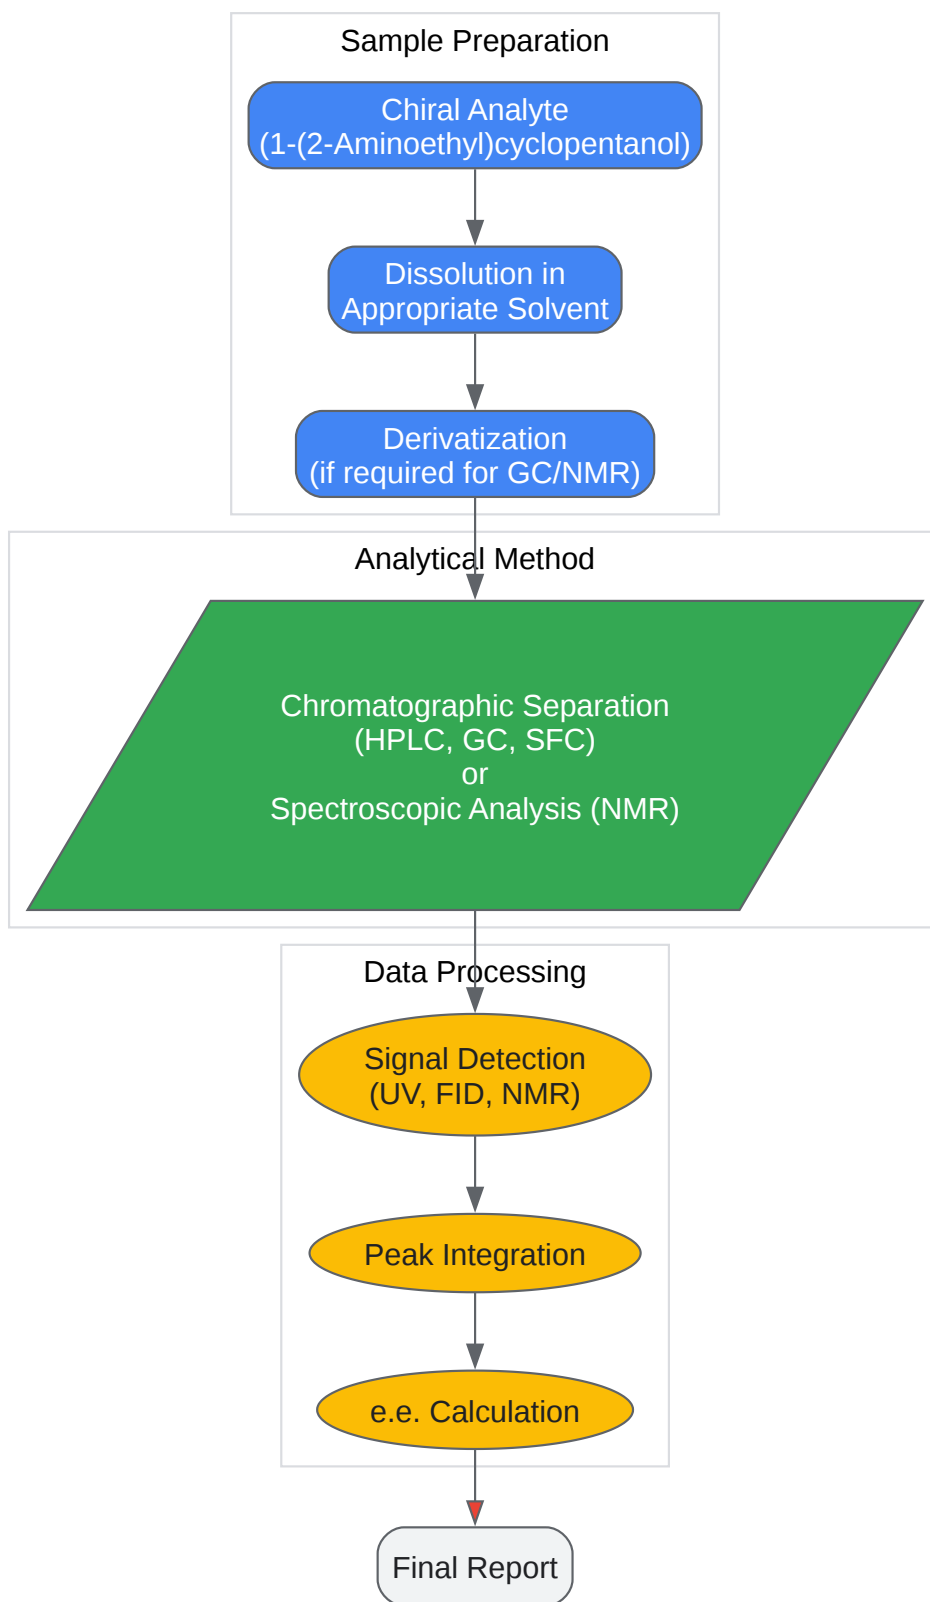 Sample Preparation
Chiral Analyte
(1-(2-Aminoethyl)cyclopentanol)
Dissolution in
Appropriate Solvent
Derivatization
(if required for GC/NMR)
Analytical Method
Chromatographic Separation
(HPLC, GC, SFC)
or
Spectroscopic Analysis (NMR)
Data Processing
Signal Detection
(UV, FID, NMR)
Peak Integration
e.e. Calculation
Final Report